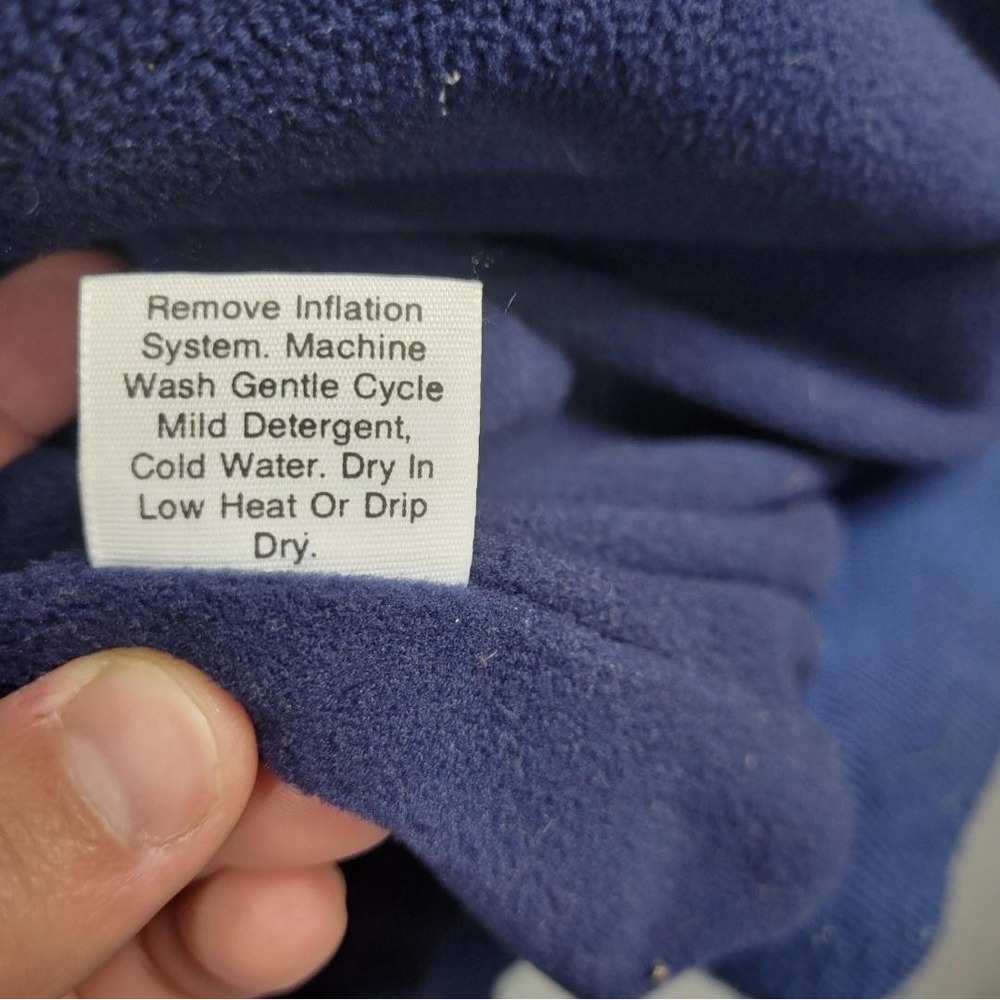 Remove Inflation
System. Machine
Wash Gentle Cycle
Mild Detergent,
Cold Water. Dry In
Low Heat Or Drip
Dry.